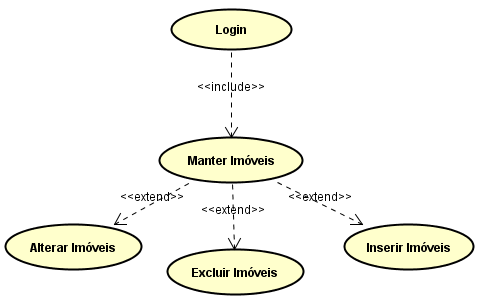 Login
<<include>>
Manter Imóveis
<<extend>>
<<extend>>
<<extend>>
Alterar Imóveis
Excluir Imóveis
Inserir Imóveis